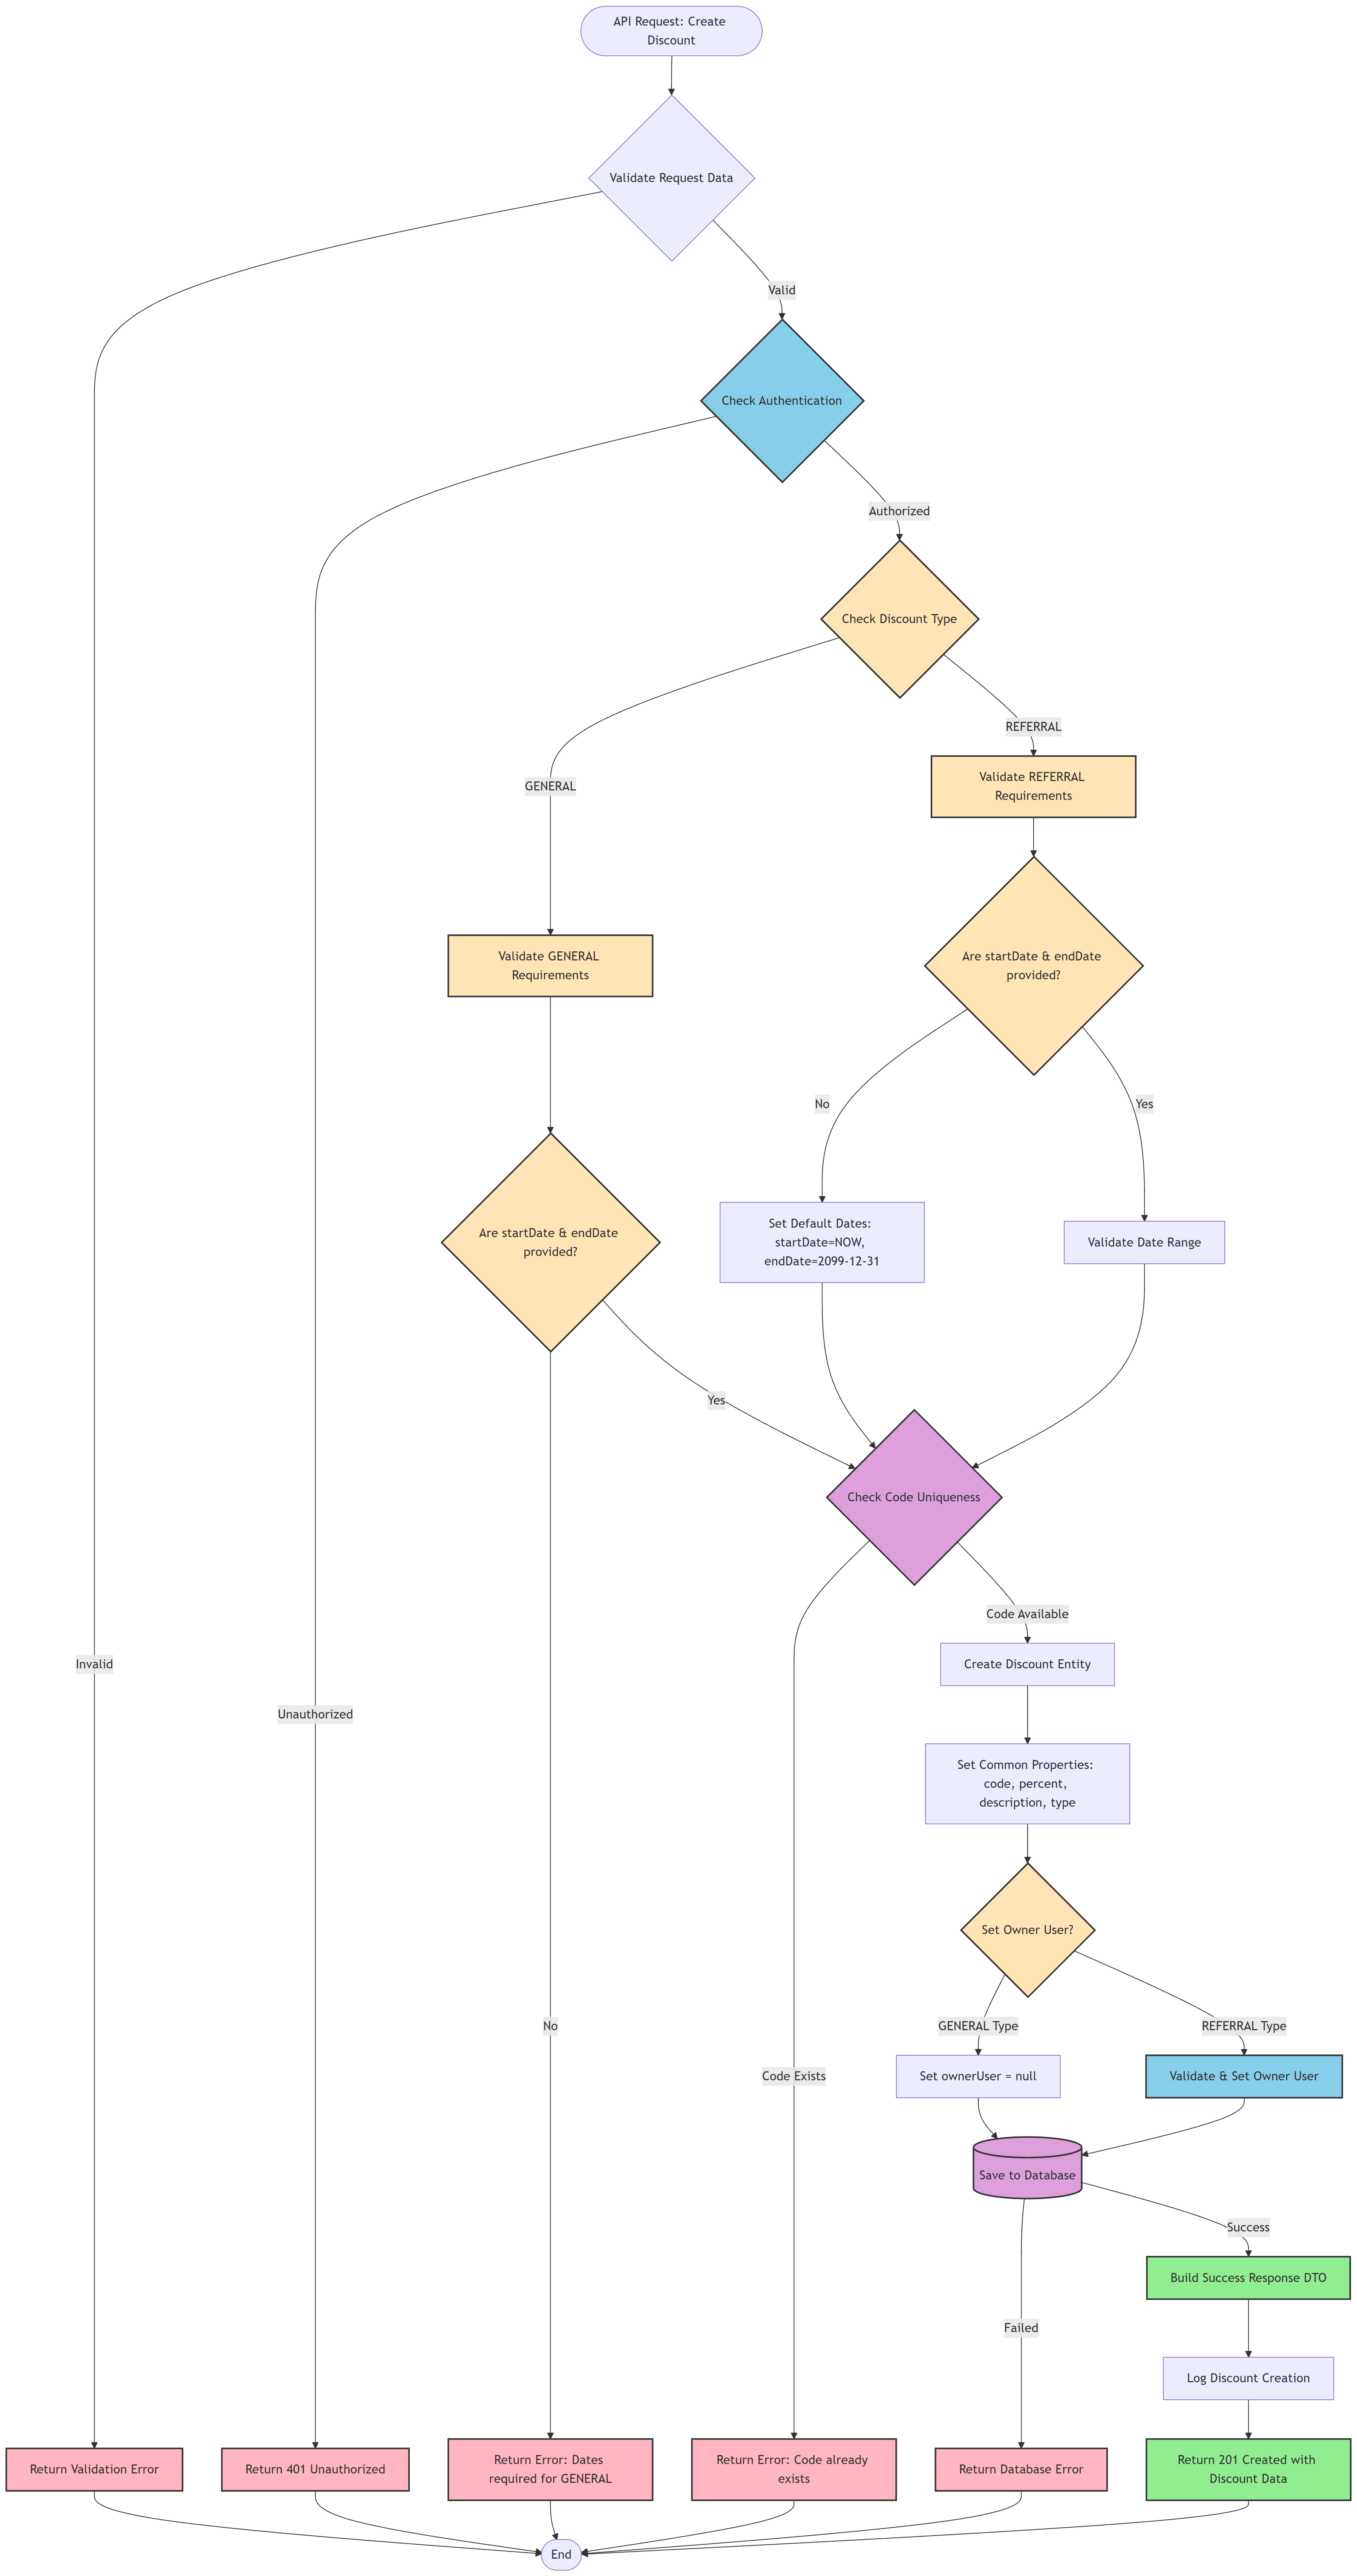 API Request: Create
Discount
Validate Request Data
Valid
Check Authentication
Authorized
Check Discount Type
REFERRAL
GENERAL
Validate REFERRAL
Requirements
Validate GENERAL
Requirements
Are startDate & endDate
provided?
No
Yes
Are startDate & endDate
provided?
Set Default Dates:
startDate=NOW,
endDate=2099-12-31
Validate Date Range
Yes
Check Code Uniqueness
Code Available
Invalid
Create Discount Entity
Unauthorized
Set Common Properties:
code, percent,
description, type
Set Owner User?
No
GENERAL Type
REFERRAL Type
Code Exists
Set ownerUser = null
Validate & Set Owner User
Save to Database
Success
Build Success Response DTO
Failed
Log Discount Creation
Return Validation Error
Return 401 Unauthorized
Return Error: Dates
required for GENERAL
Return Error: Code already
exists
Return Database Error
Return 201 Created with
Discount Data
End